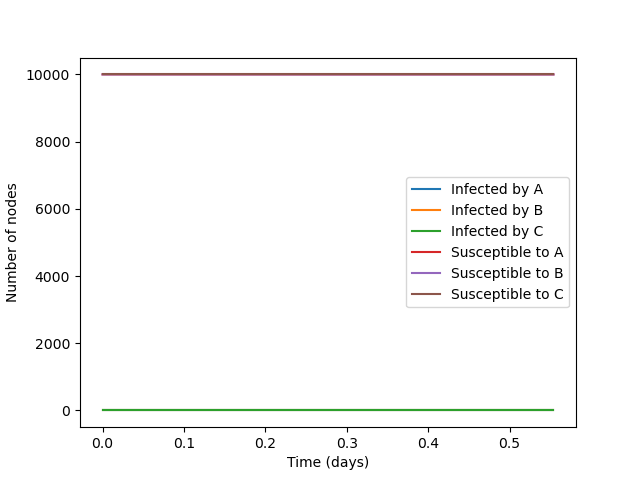 10000
8000
6000
4000
2000
0
Number of nodes
Infected by A
Infected by B
Infected by C
Susceptible to A
Susceptible to B
Susceptible to C
0.0 0.1 0.2 0.3 0.4 0.5
Time (days)